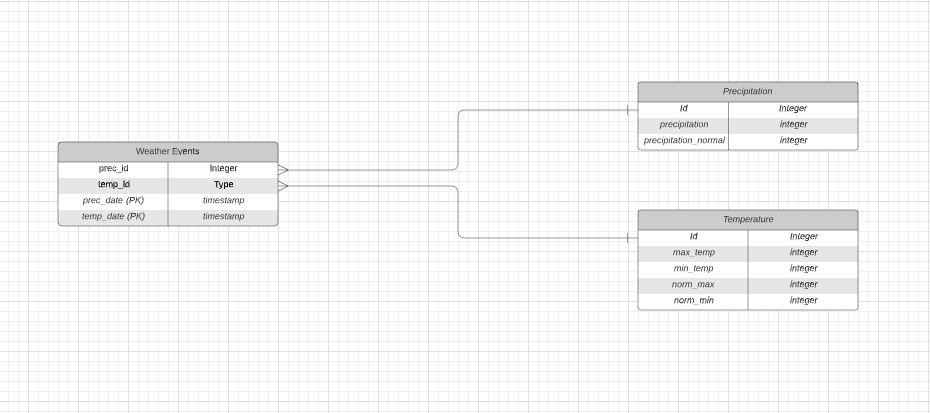 Weather Events
prec_id Integer
temp_Id Type
prec_date (PK) timestamp
temp_date (PK) timestamp
Precipitation
Id Integer
precipitation integer
precipitation_normal integer
Temperature
Id Integer
max_temp integer
min_temp integer
norm_max integer
norm_min integer